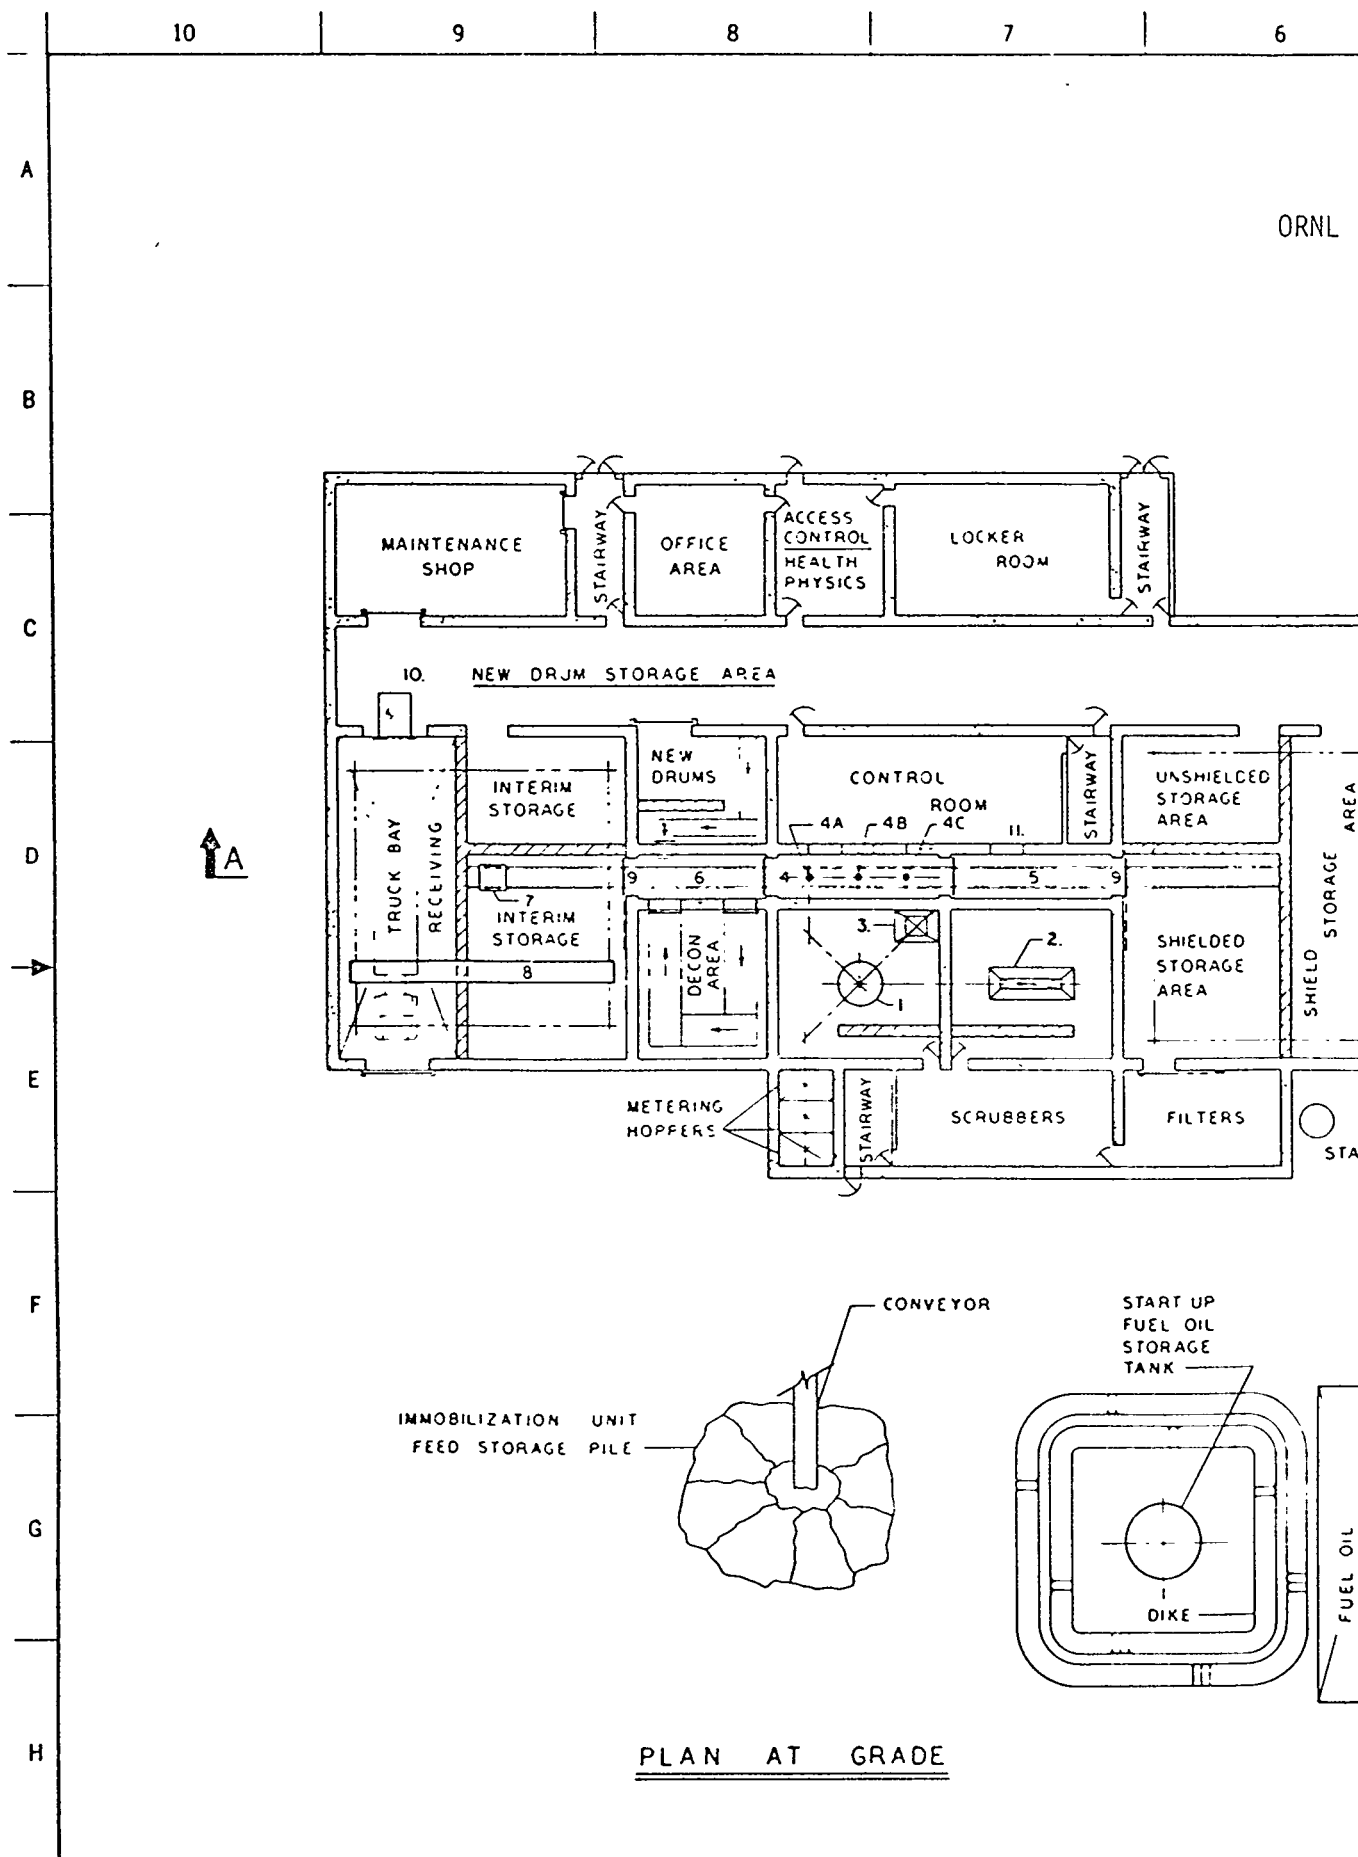 10 9 8 7 6
A
ORNL
B
MAINTENANCE
SHOP
STAIRWAY
OFFICE
AREA
ACCESS
CONTROL
HEALTH
PHYSICS
LOCKER
ROOM
STAIRWAY
C
10.
NEW DRUM STORAGE AREA
NEW
DRUMS
INTERIM
STORAGE
CONTROL
ROOM
STAIRWAY
UNSHIELDED
STORAGE
AREA
4A 4B 4C 11.
D
A
TRUCK BAY
RECEIVING
9 6 4 5 9
7
INTERIM
STORAGE
8
DECON
AREA
3.
1
2.
SHIELDED
STORAGE
AREA
SHIELD STORAGE AREA
E
METERING
HOPPERS
STAIRWAY
SCRUBBERS
FILTERS
STA
F
CONVEYOR
IMMOBILIZATION UNIT
FEED STORAGE PILE
START UP
FUEL OIL
STORAGE
TANK
G
DIKE
FUEL OIL
H
PLAN AT GRADE